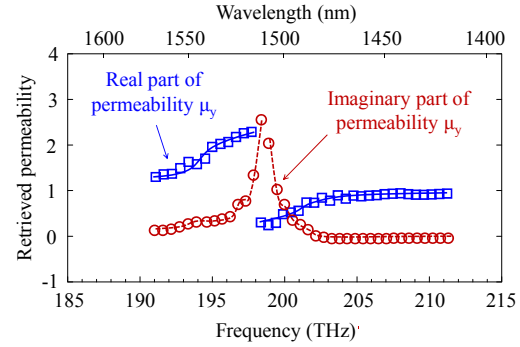 Wavelength (nm)
1600 1550 1500 1450 1400
4
3
2
1
0
-1
Retrieved permeability
Real part of
permeability μy
Imaginary part of
permeability μy
185 190 195 200 205 210 215
Frequency (THz)